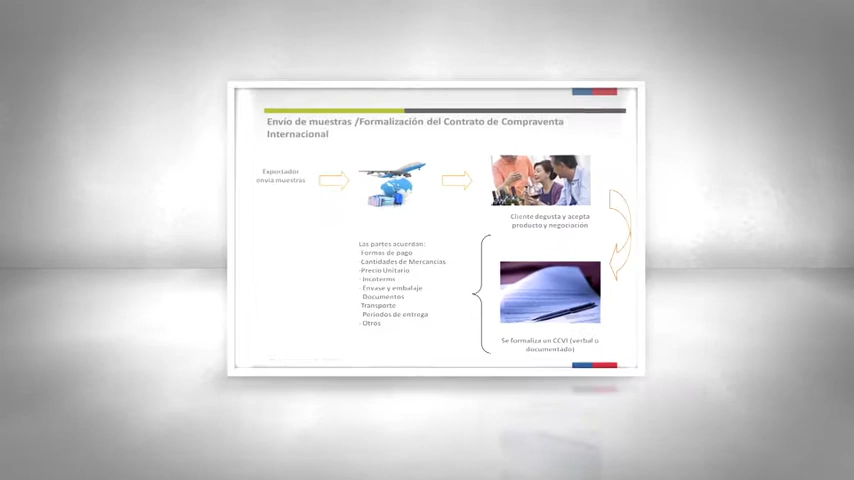 Envío de muestras /Formalización del Contrato de Compraventa
Internacional
Exportador
envía muestras
Cliente degusta y acepta
producto y negociación
Las partes acuerdan:
Formas de pago
-Cantidades de Mercancías
-Precio Unitario
- Incoterms
- Envase y embalaje
Documentos
Transporte
Periodos de entrega
- Otros
Se formaliza un CCVI (verbal o
documentado)